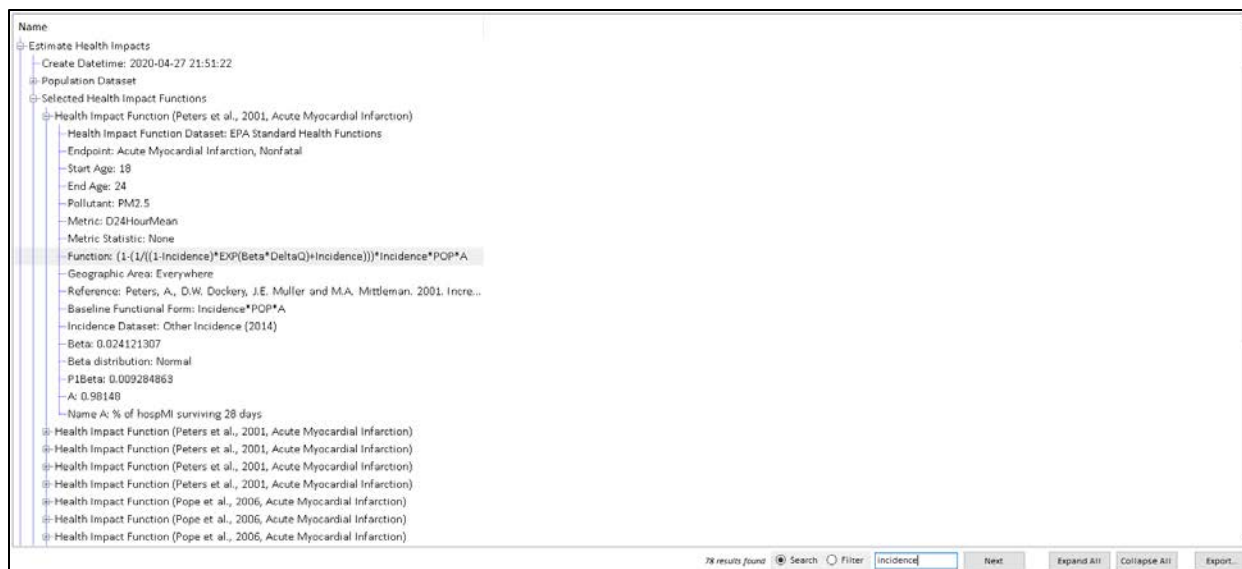 Name
Estimate Health Impacts
Create Datetime: 2020-04-27 21:51:22
Population Dataset
Selected Health Impact Functions
Health Impact Function (Peters et al., 2001, Acute Myocardial Infarction)
Health Impact Function Dataset: EPA Standard Health Functions
Endpoint: Acute Myocardial Infarction, Nonfatal
Start Age: 18
End Age: 24
Pollutant: PM2.5
Metric: D24HourMean
Metric Statistic: None
Function: (1-(1/((1-Incidence)*EXP(Beta*DeltaQ)+Incidence)))*Incidence*POP*A
Geographic Area: Everywhere
Reference: Peters, A., D.W. Dockery, J.E. Muller and M.A. Mittleman. 2001. Incre...
Baseline Functional Form: Incidence*POP*A
Incidence Dataset: Other Incidence (2014)
Beta: 0.024121307
Beta distribution: Normal
P1Beta: 0.009284863
A: 0.98148
Name A: % of hospMI surviving 28 days
Health Impact Function (Peters et al., 2001, Acute Myocardial Infarction)
Health Impact Function (Peters et al., 2001, Acute Myocardial Infarction)
Health Impact Function (Peters et al., 2001, Acute Myocardial Infarction)
Health Impact Function (Peters et al., 2001, Acute Myocardial Infarction)
Health Impact Function (Pope et al., 2006, Acute Myocardial Infarction)
Health Impact Function (Pope et al., 2006, Acute Myocardial Infarction)
Health Impact Function (Pope et al., 2006, Acute Myocardial Infarction)
78 results found Search Filter incidence Next Expand All Collapse All Export...